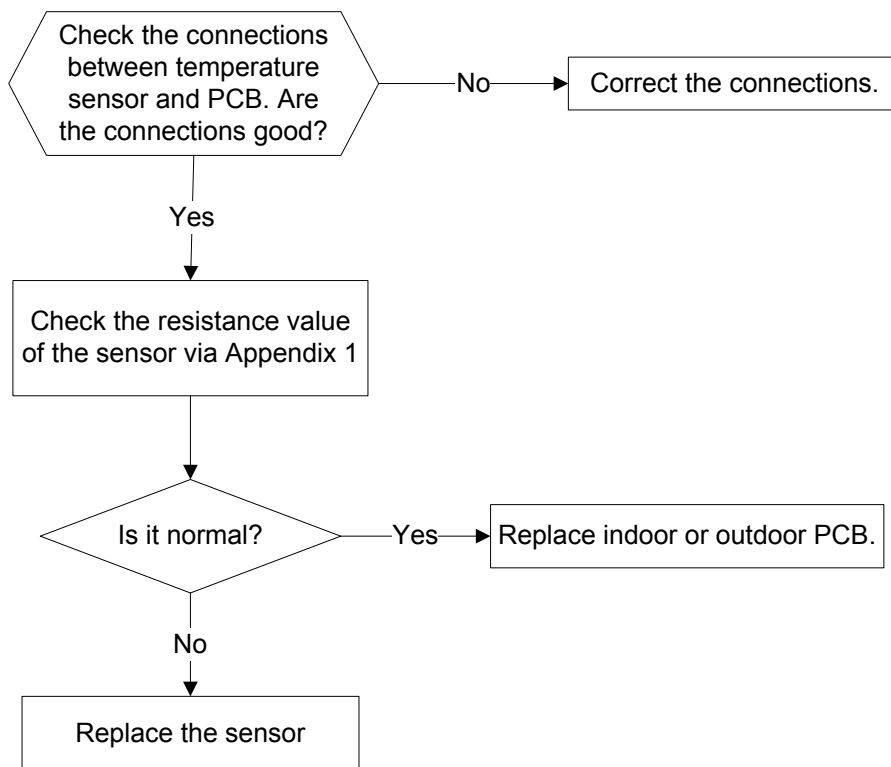 Check the connections
between temperature
sensor and PCB. Are
the connections good?
No
Correct the connections.
Yes
Check the resistance value
of the sensor via Appendix 1
Is it normal?
Yes
Replace indoor or outdoor PCB.
No
Replace the sensor